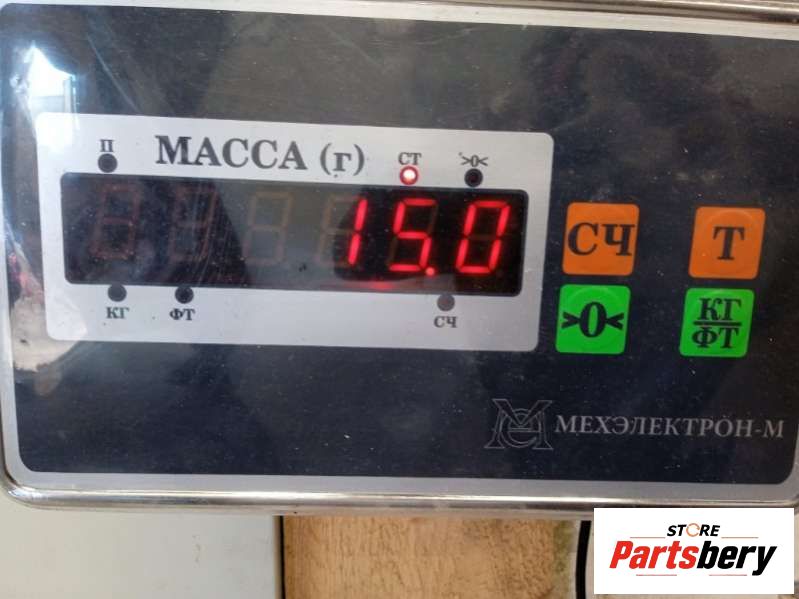 П МАССА (г) СТ >0<
15.0
КГ ФТ СЧ
СЧ Т
>0< КГ/ФТ
МЕХЭЛЕКТРОН-М
STORE
Partsbery